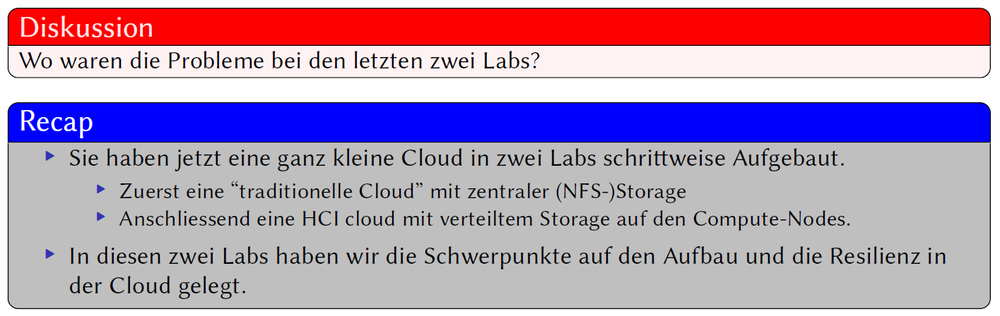 Diskussion
Wo waren die Probleme bei den letzten zwei Labs?
Recap
Sie haben jetzt eine ganz kleine Cloud in zwei Labs schrittweise Aufgebaut.
Zuerst eine “traditionelle Cloud” mit zentraler (NFS-)Storage
Anschliessend eine HCI cloud mit verteiltem Storage auf den Compute-Nodes.
In diesen zwei Labs haben wir die Schwerpunkte auf den Aufbau und die Resilienz in
der Cloud gelegt.